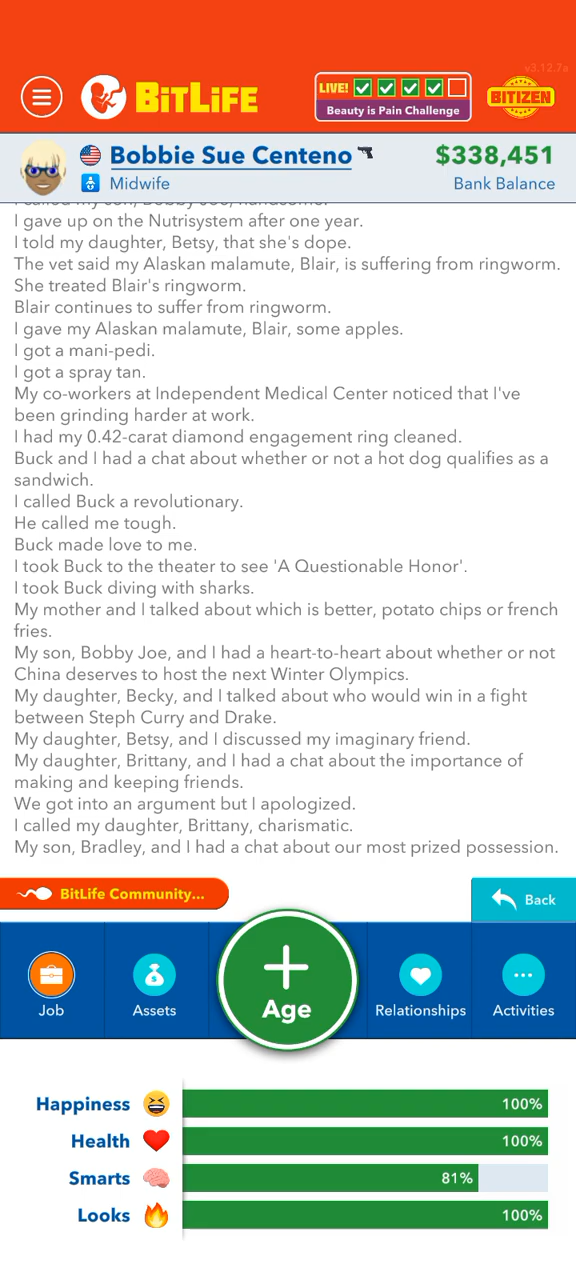 v3.12.7a
BITLIFE
LIVE!
Beauty is Pain Challenge
BITIZEN
Bobbie Sue Centeno
$338,451
Midwife
Bank Balance
I called my son, Bobby Joe, handsome.
I gave up on the Nutrisystem after one year.
I told my daughter, Betsy, that she's dope.
The vet said my Alaskan malamute, Blair, is suffering from ringworm.
She treated Blair's ringworm.
Blair continues to suffer from ringworm.
I gave my Alaskan malamute, Blair, some apples.
I got a mani-pedi.
I got a spray tan.
My co-workers at Independent Medical Center noticed that I've
been grinding harder at work.
I had my 0.42-carat diamond engagement ring cleaned.
Buck and I had a chat about whether or not a hot dog qualifies as a
sandwich.
I called Buck a revolutionary.
He called me tough.
Buck made love to me.
I took Buck to the theater to see 'A Questionable Honor'.
I took Buck diving with sharks.
My mother and I talked about which is better, potato chips or french
fries.
My son, Bobby Joe, and I had a heart-to-heart about whether or not
China deserves to host the next Winter Olympics.
My daughter, Becky, and I talked about who would win in a fight
between Steph Curry and Drake.
My daughter, Betsy, and I discussed my imaginary friend.
My daughter, Brittany, and I had a chat about the importance of
making and keeping friends.
We got into an argument but I apologized.
I called my daughter, Brittany, charismatic.
My son, Bradley, and I had a chat about our most prized possession.
BitLife Community...
Back
Job
Assets
Age
Relationships
Activities
Happiness
100%
Health
100%
Smarts
81%
Looks
100%